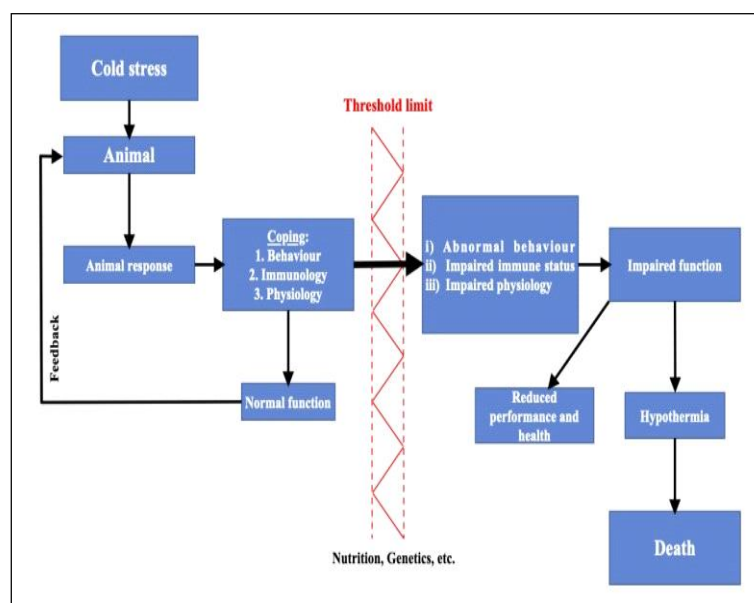 Cold stress
Threshold limit
Animal
Animal response
Coping:
1. Behaviour
2. Immunology
3. Physiology
i) Abnormal behaviour
ii) Impaired immune status
iii) Impaired physiology
Impaired function
Feedback
Normal function
Reduced
performance and
health
Hypothermia
Death
Nutrition, Genetics, etc.